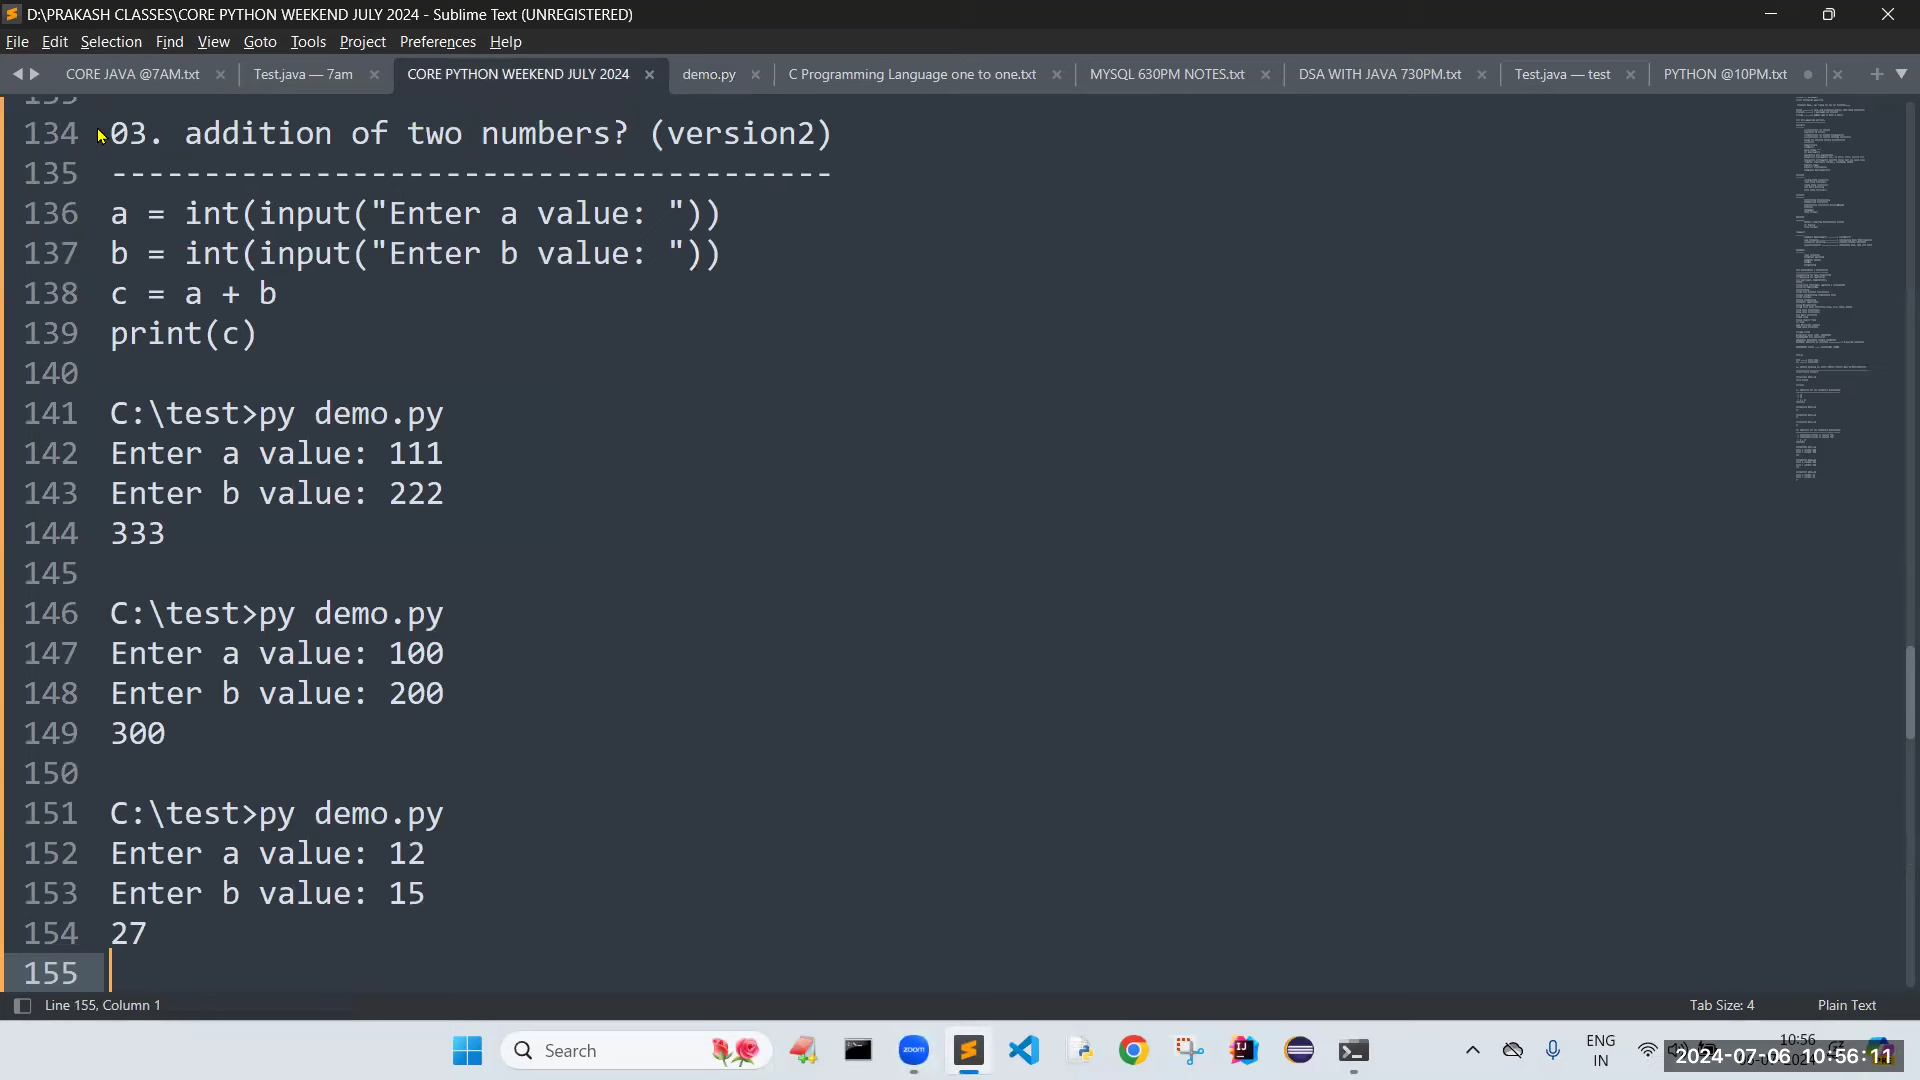 D:\PRAKASH CLASSES\CORE PYTHON WEEKEND JULY 2024 - Sublime Text (UNREGISTERED)
File Edit Selection Find View Goto Tools Project Preferences Help
CORE JAVA @7AM.txt Test.java — 7am CORE PYTHON WEEKEND JULY 2024 demo.py C Programming Language one to one.txt MYSQL 630PM NOTES.txt DSA WITH JAVA 730PM.txt Test.java — test PYTHON @10PM.txt
134 03. addition of two numbers? (version2)
135 ---------------------------------------
136 a = int(input("Enter a value: "))
137 b = int(input("Enter b value: "))
138 c = a + b
139 print(c)
140
141 C:\test>py demo.py
142 Enter a value: 111
143 Enter b value: 222
144 333
145
146 C:\test>py demo.py
147 Enter a value: 100
148 Enter b value: 200
149 300
150
151 C:\test>py demo.py
152 Enter a value: 12
153 Enter b value: 15
154 27
155
Line 155, Column 1 Tab Size: 4 Plain Text
Search zoom ENG 10:56
IN 2024-07-06 10:56:11